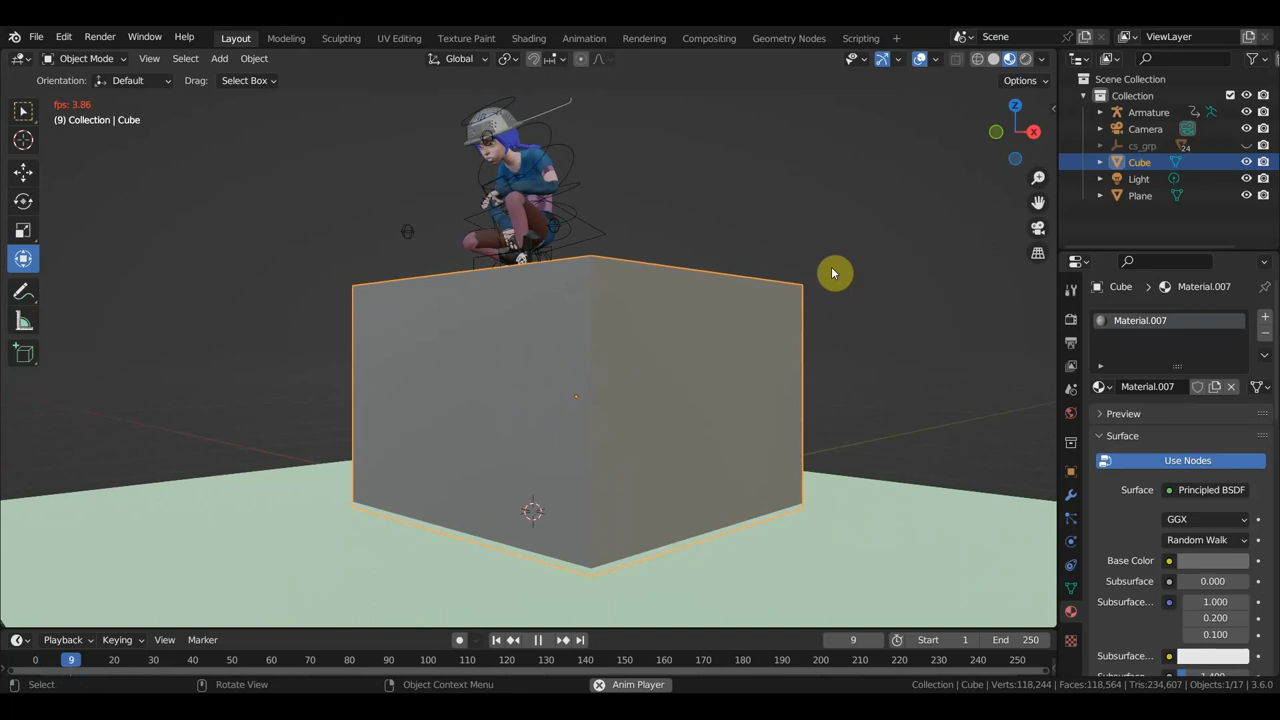 File Edit Render Window Help Layout Modeling Sculpting UV Editing Texture Paint Shading Animation Rendering Compositing Geometry Nodes Scripting + Scene ViewLayer
Object Mode View Select Add Object Global
Orientation: Default Drag: Select Box Options
fps: 3.86
(9) Collection | Cube
Z
X
Scene Collection
Collection
Armature
Camera
cs_grp 24
Cube
Light
Plane
Cube Material.007
Material.007
Material.007
Preview
Surface
Use Nodes
Surface Principled BSDF
GGX
Random Walk
Base Color
Subsurface 0.000
Subsurface... 1.000
0.200
0.100
Subsurface...
Playback Keying View Marker 9 Start 1 End 250
0 9 20 30 40 50 60 70 80 90 100 110 120 130 140 150 160 170 180 190 200 210 220 230 240 250
Select Rotate View Object Context Menu Anim Player Collection | Cube | Verts:118,244 | Faces:118,564 | Tris:234,607 | Objects:1/17 | 3.6.0